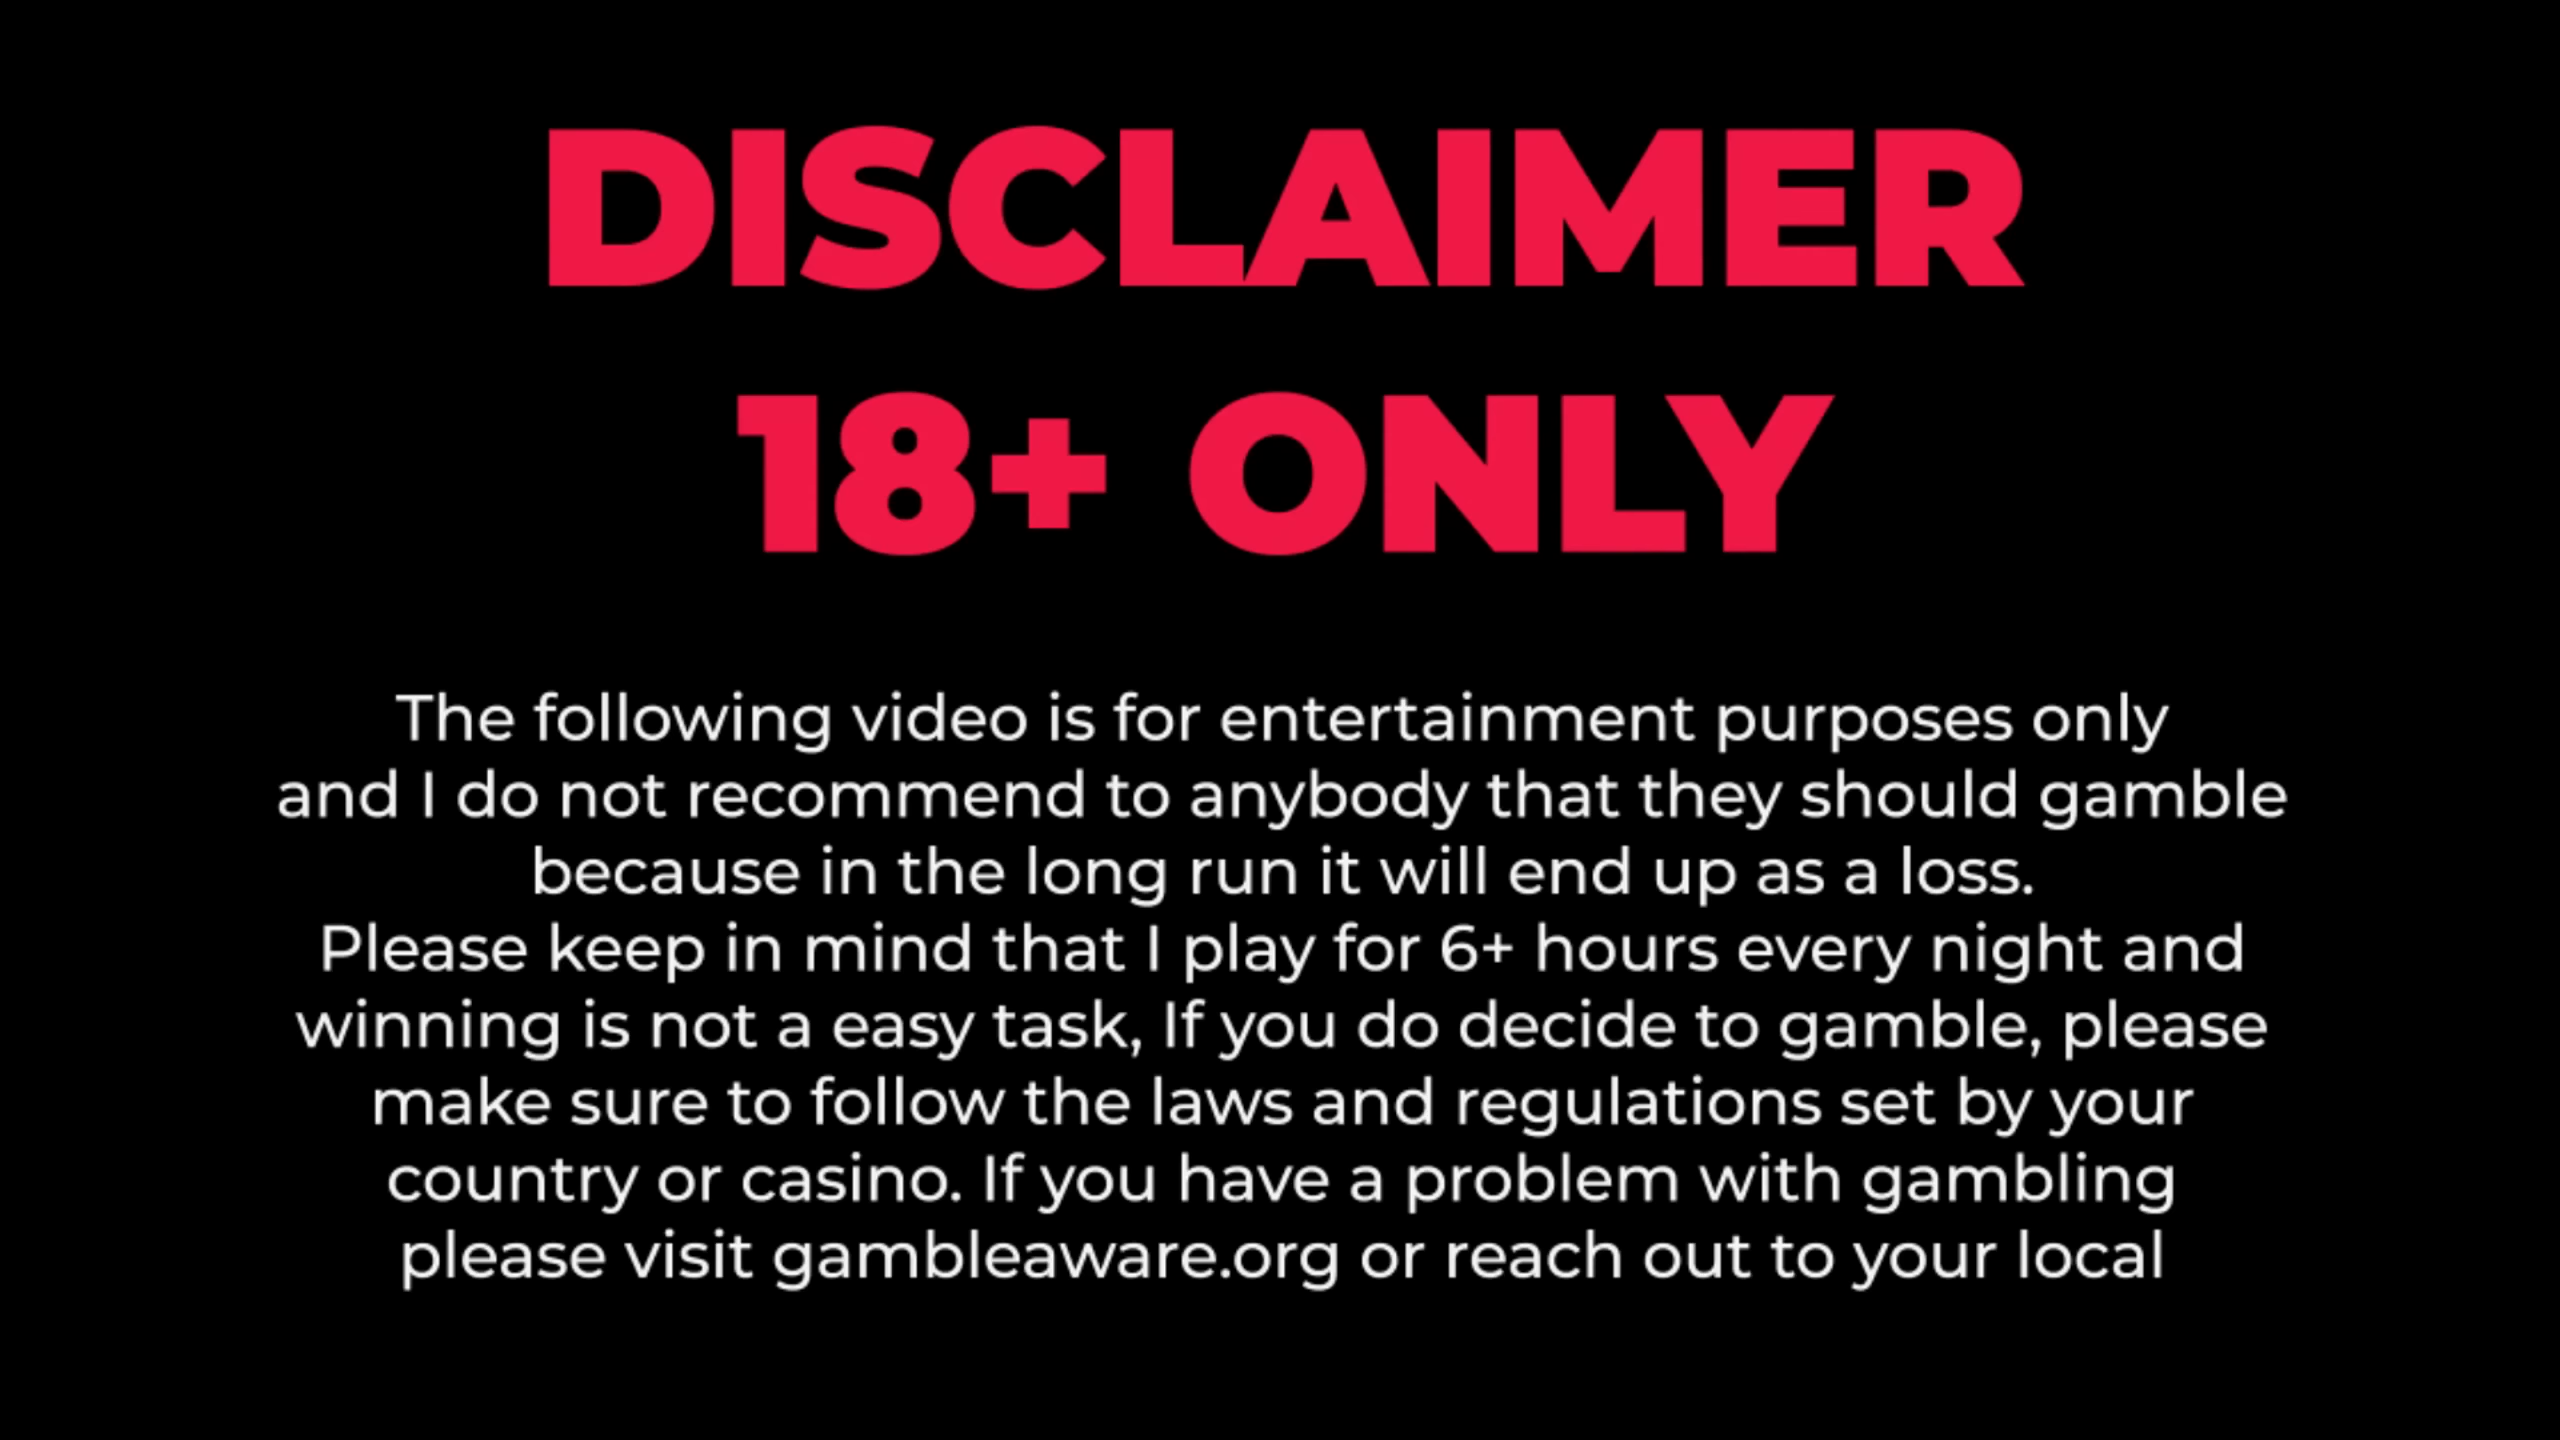 DISCLAIMER
18+ ONLY
The following video is for entertainment purposes only
and I do not recommend to anybody that they should gamble
because in the long run it will end up as a loss.
Please keep in mind that I play for 6+ hours every night and
winning is not a easy task, If you do decide to gamble, please
make sure to follow the laws and regulations set by your
country or casino. If you have a problem with gambling
please visit gambleaware.org or reach out to your local